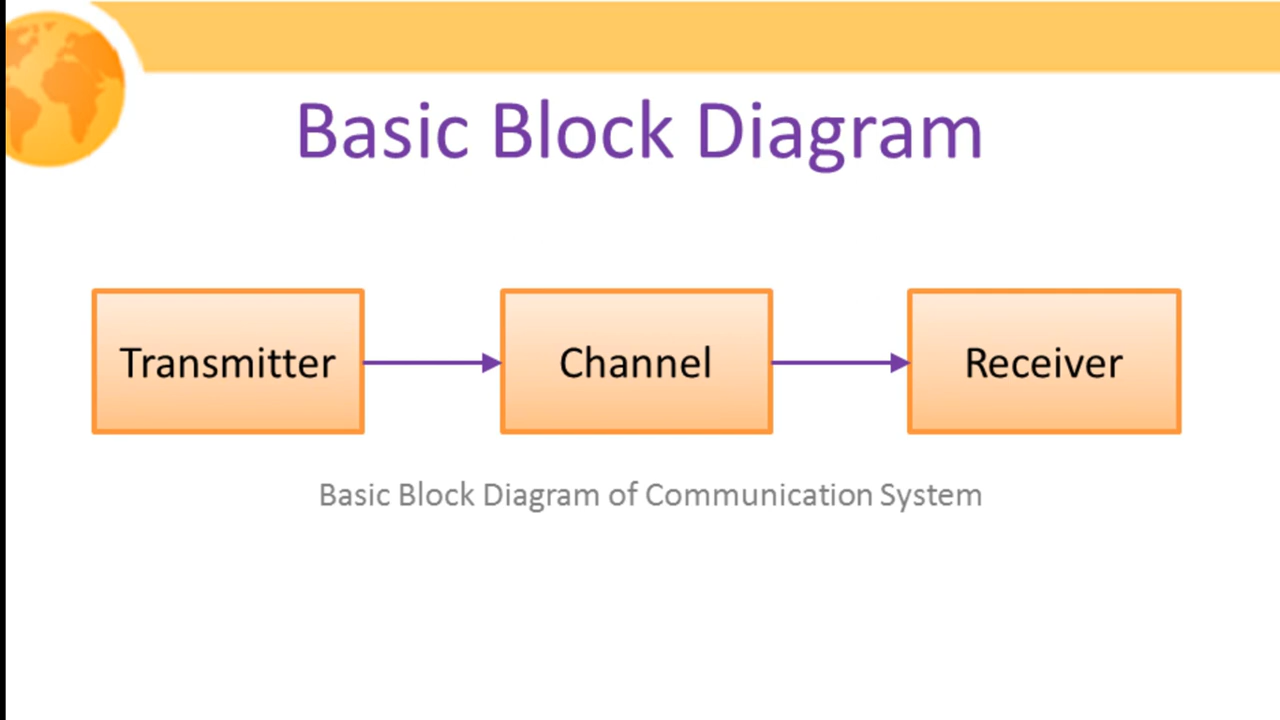 Basic Block Diagram
Transmitter
Channel
Receiver
Basic Block Diagram of Communication System